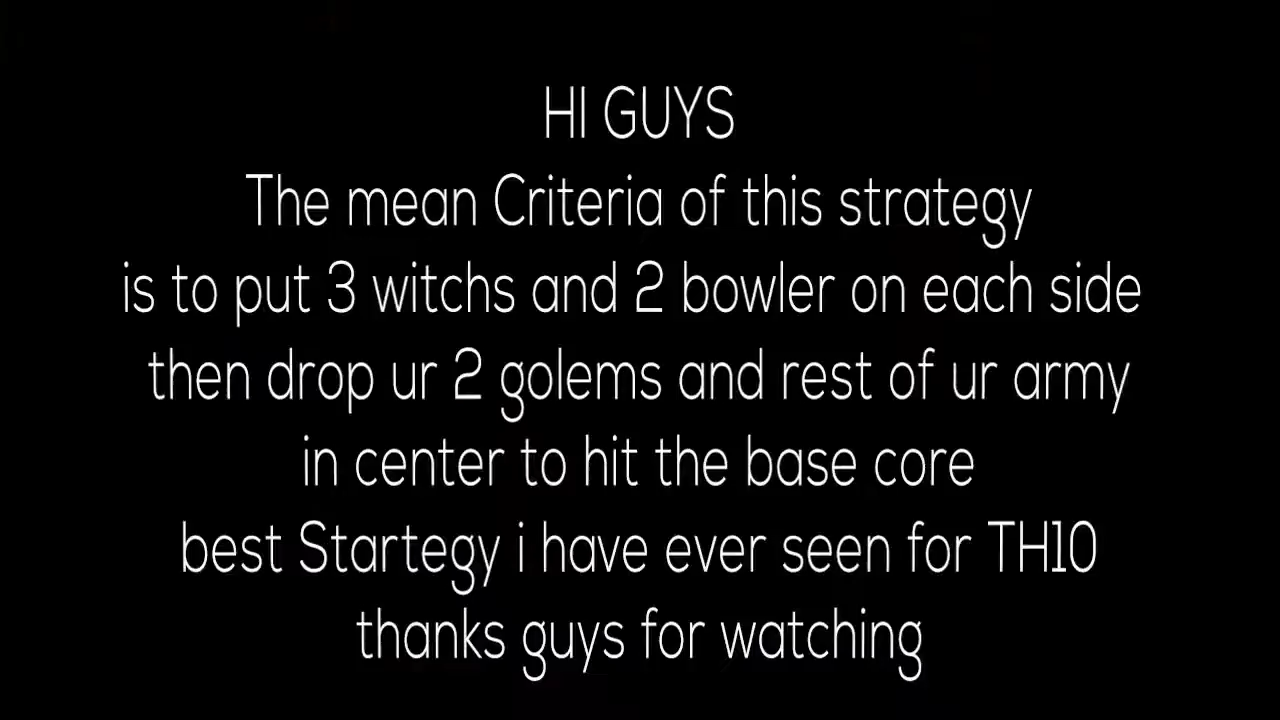 HI GUYS
The mean Criteria of this strategy
is to put 3 witchs and 2 bowler on each side
then drop ur 2 golems and rest of ur army
in center to hit the base core
best Startegy i have ever seen for TH10
thanks guys for watching